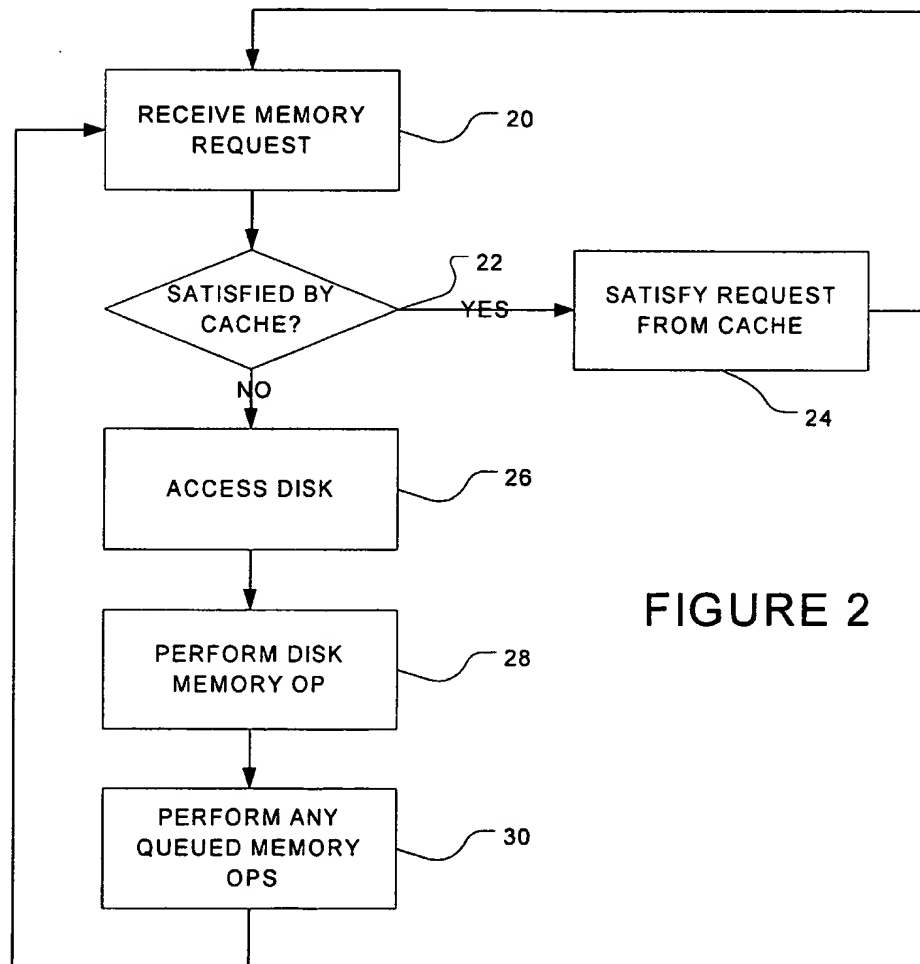 RECEIVE MEMORY
REQUEST
20
SATISFIED BY
CACHE?
22
YES
SATISFY REQUEST
FROM CACHE
24
NO
ACCESS DISK
26
PERFORM DISK
MEMORY OP
28
FIGURE 2
PERFORM ANY
QUEUED MEMORY
OPS
30